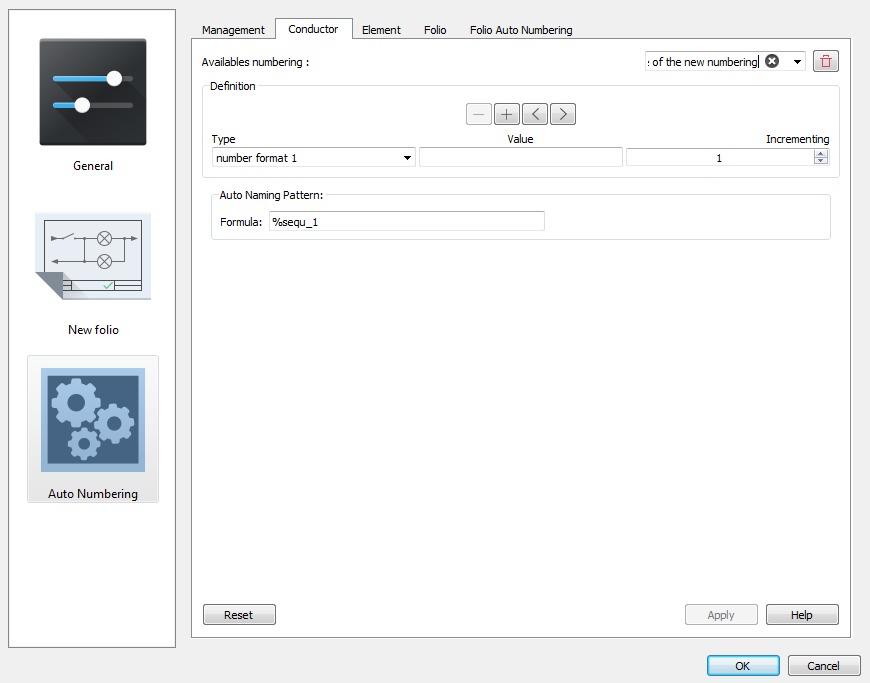 General
New folio
Auto Numbering
Management Conductor Element Folio Folio Auto Numbering
Availables numbering : : of the new numbering
Definition
Type Value Incrementing
number format 1 1
Auto Naming Pattern:
Formula: %sequ_1
Reset Apply Help
OK Cancel